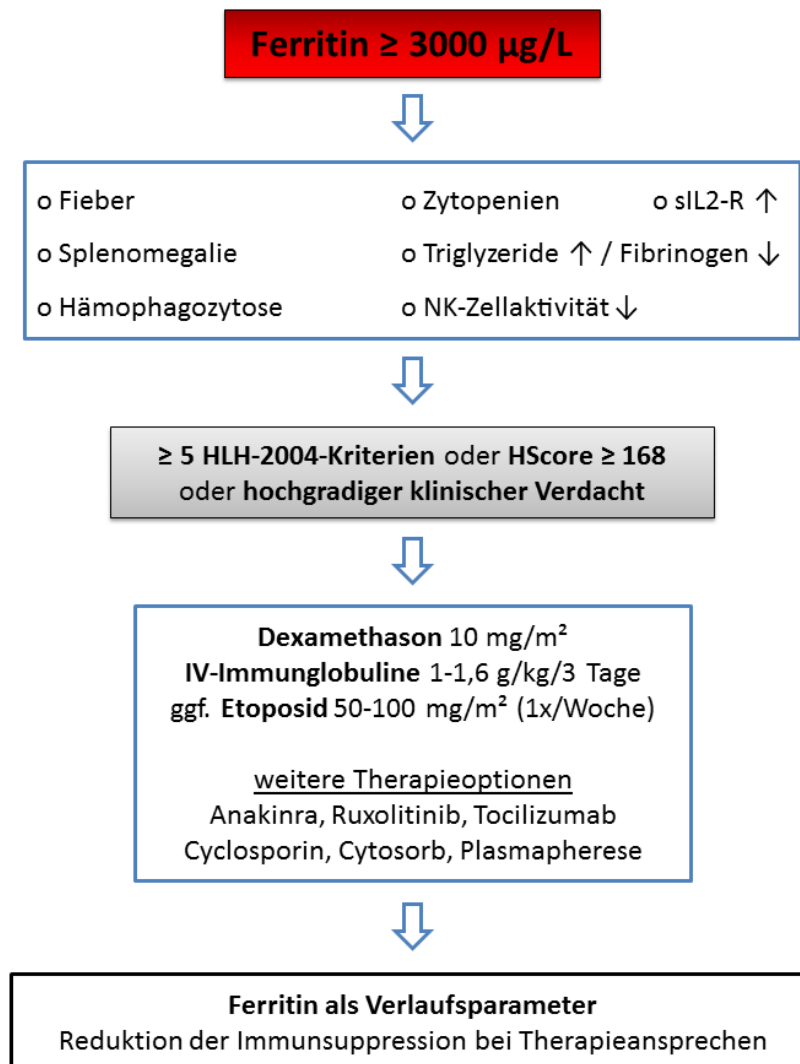 Ferritin ≥ 3000 µg/L
o Fieber
o Zytopenien
o sIL2-R ↑
o Splenomegalie
o Triglyzeride ↑ / Fibrinogen ↓
o Hämophagozytose
o NK-Zellaktivität ↓
≥ 5 HLH-2004-Kriterien oder HScore ≥ 168
oder hochgradiger klinischer Verdacht
Dexamethason 10 mg/m²
IV-Immunglobuline 1-1,6 g/kg/3 Tage
ggf. Etoposid 50-100 mg/m² (1x/Woche)
weitere Therapieoptionen
Anakinra, Ruxolitinib, Tocilizumab
Cyclosporin, Cytosorb, Plasmapherese
Ferritin als Verlaufsparameter
Reduktion der Immunsuppression bei Therapieansprechen